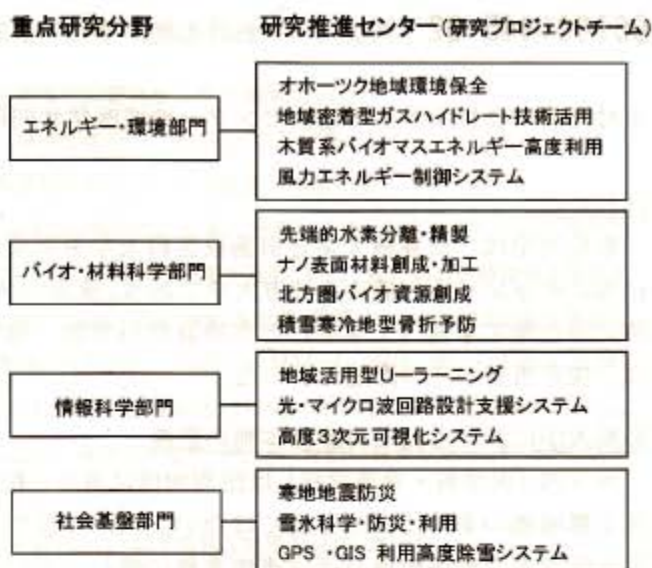 重点研究分野
研究推進センター(研究プロジェクトチーム)
エネルギー・環境部門
オホーツク地域環境保全
地域密着型ガスハイドレート技術活用
木質系バイオマスエネルギー高度利用
風力エネルギー制御システム
バイオ・材料科学部門
先端的水素分離・精製
ナノ表面材料創成・加工
北方圏バイオ資源創成
積雪寒冷地型骨折予防
情報科学部門
地域活用型U-ラーニング
光・マイクロ波回路設計支援システム
高度3次元可視化システム
社会基盤部門
寒地地震防災
雪氷科学・防災・利用
GPS・GIS 利用高度除雪システム